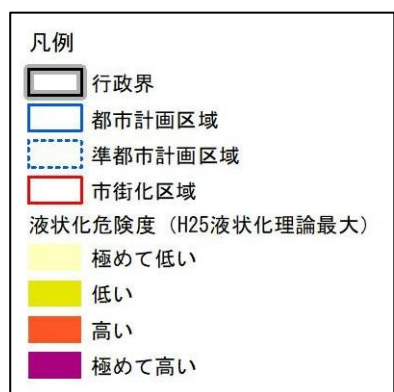 凡例
行政界
都市計画区域
準都市計画区域
市街化区域
液状化危険度（H25液状化理論最大）
極めて低い
低い
高い
極めて高い